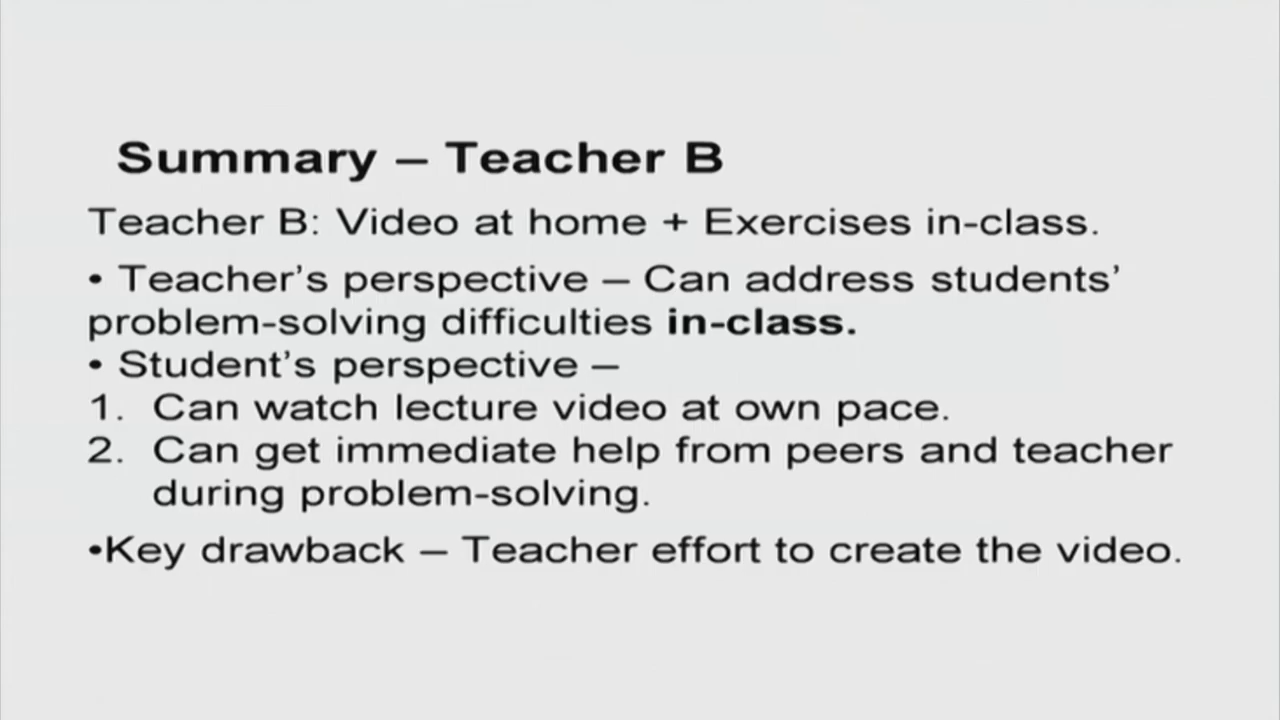 Summary – Teacher B
Teacher B: Video at home + Exercises in-class.
• Teacher’s perspective – Can address students’
problem-solving difficulties in-class.
• Student’s perspective –
1. Can watch lecture video at own pace.
2. Can get immediate help from peers and teacher
during problem-solving.
•Key drawback – Teacher effort to create the video.